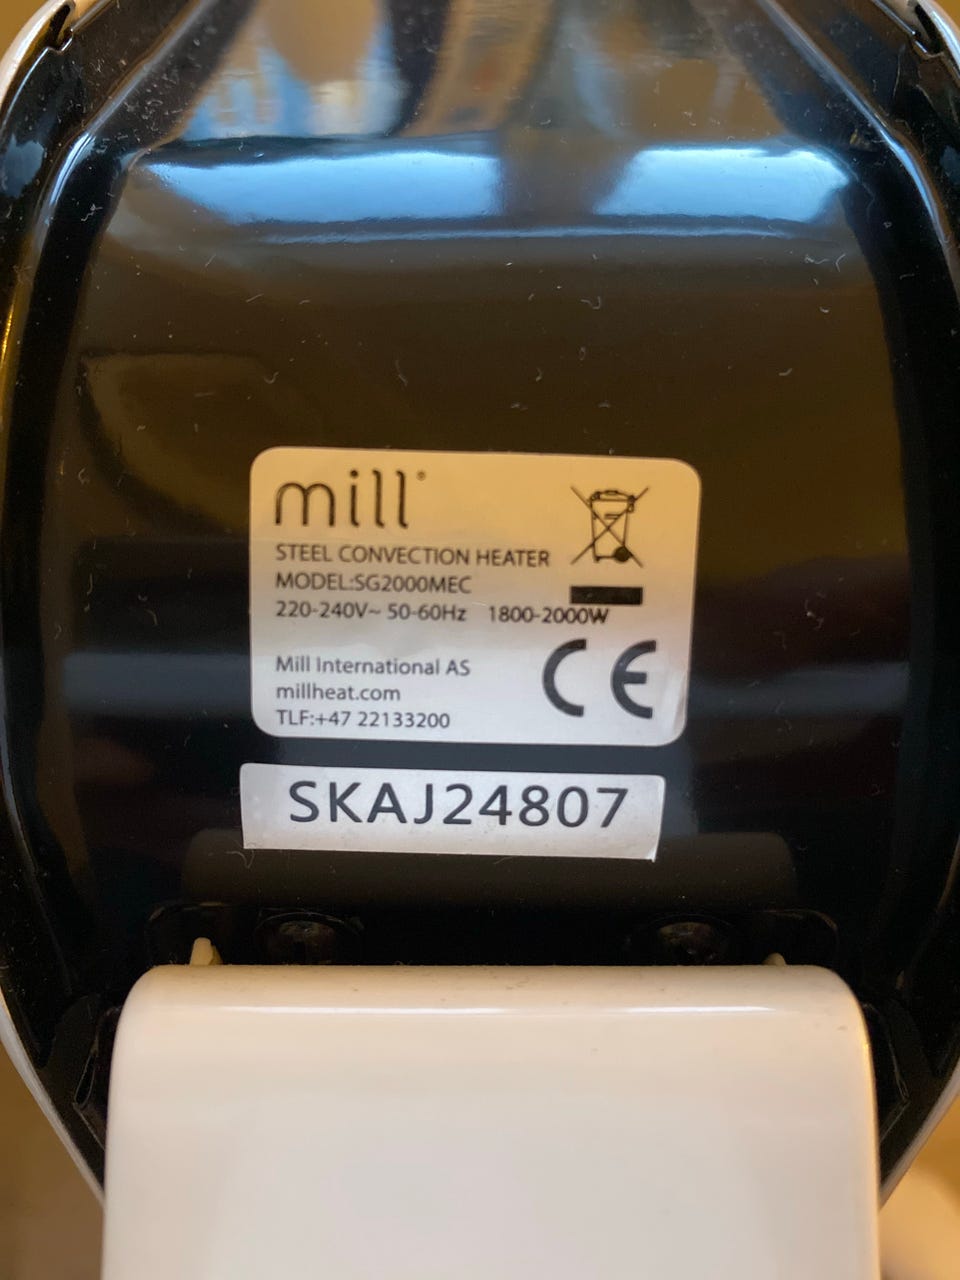 mill®
STEEL CONVECTION HEATER
MODEL:SG2000MEC
220-240V~ 50-60Hz 1800-2000W
Mill International AS
millheat.com
TLF:+47 22133200
CE
SKAJ24807